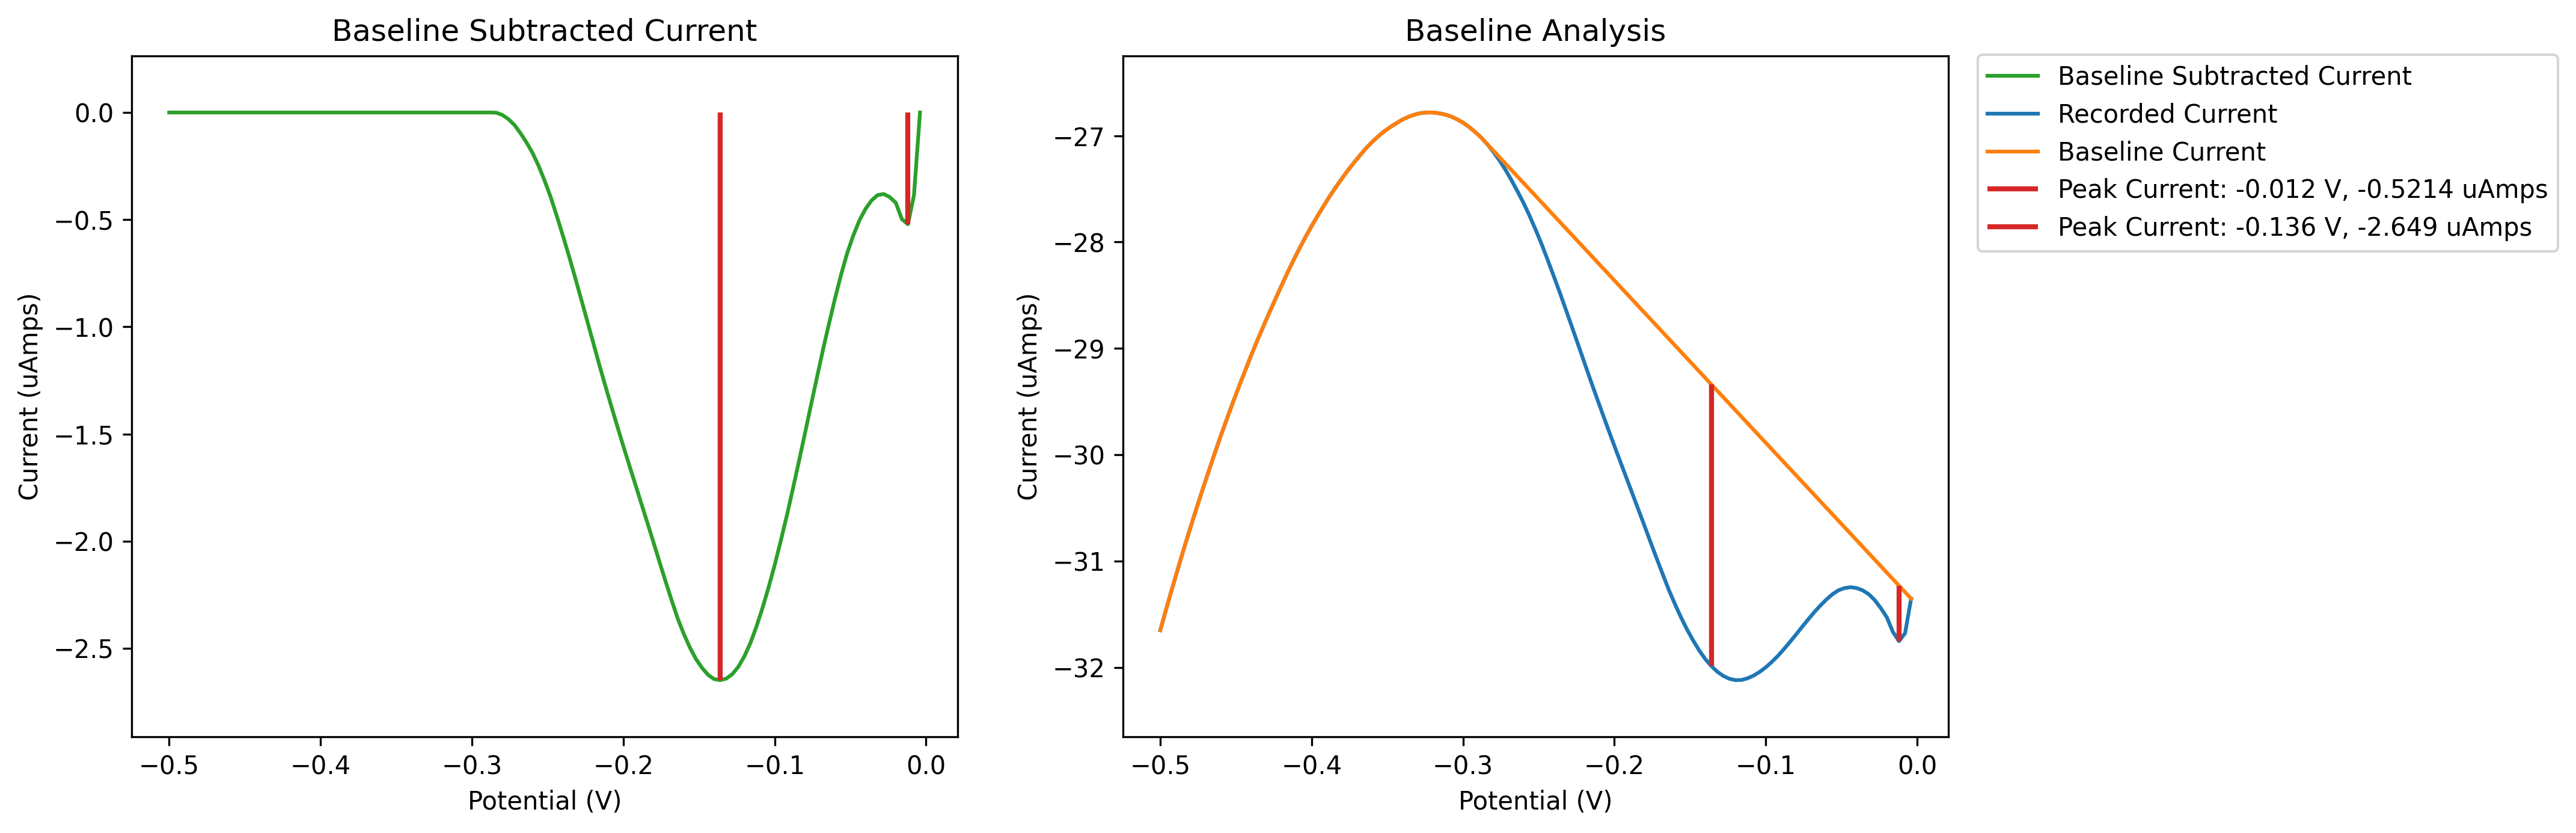 Baseline Subtracted Current
Current (uAmps)
0.0
−0.5
−1.0
−1.5
−2.0
−2.5
−0.5 −0.4 −0.3 −0.2 −0.1 0.0
Potential (V)
Baseline Analysis
Current (uAmps)
−27
−28
−29
−30
−31
−32
−0.5 −0.4 −0.3 −0.2 −0.1 0.0
Potential (V)
Baseline Subtracted Current
Recorded Current
Baseline Current
Peak Current: -0.012 V, -0.5214 uAmps
Peak Current: -0.136 V, -2.649 uAmps